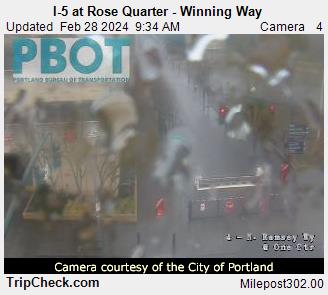 I-5 at Rose Quarter - Winning Way
Updated  Feb 28 2024  9:34 AM
Camera   4
PBOT
PORTLAND BUREAU OF TRANSPORTATION
4 - N. Ramsey Wy
@ One Ctr
Camera courtesy of the City of Portland
TripCheck.com
Milepost302.00